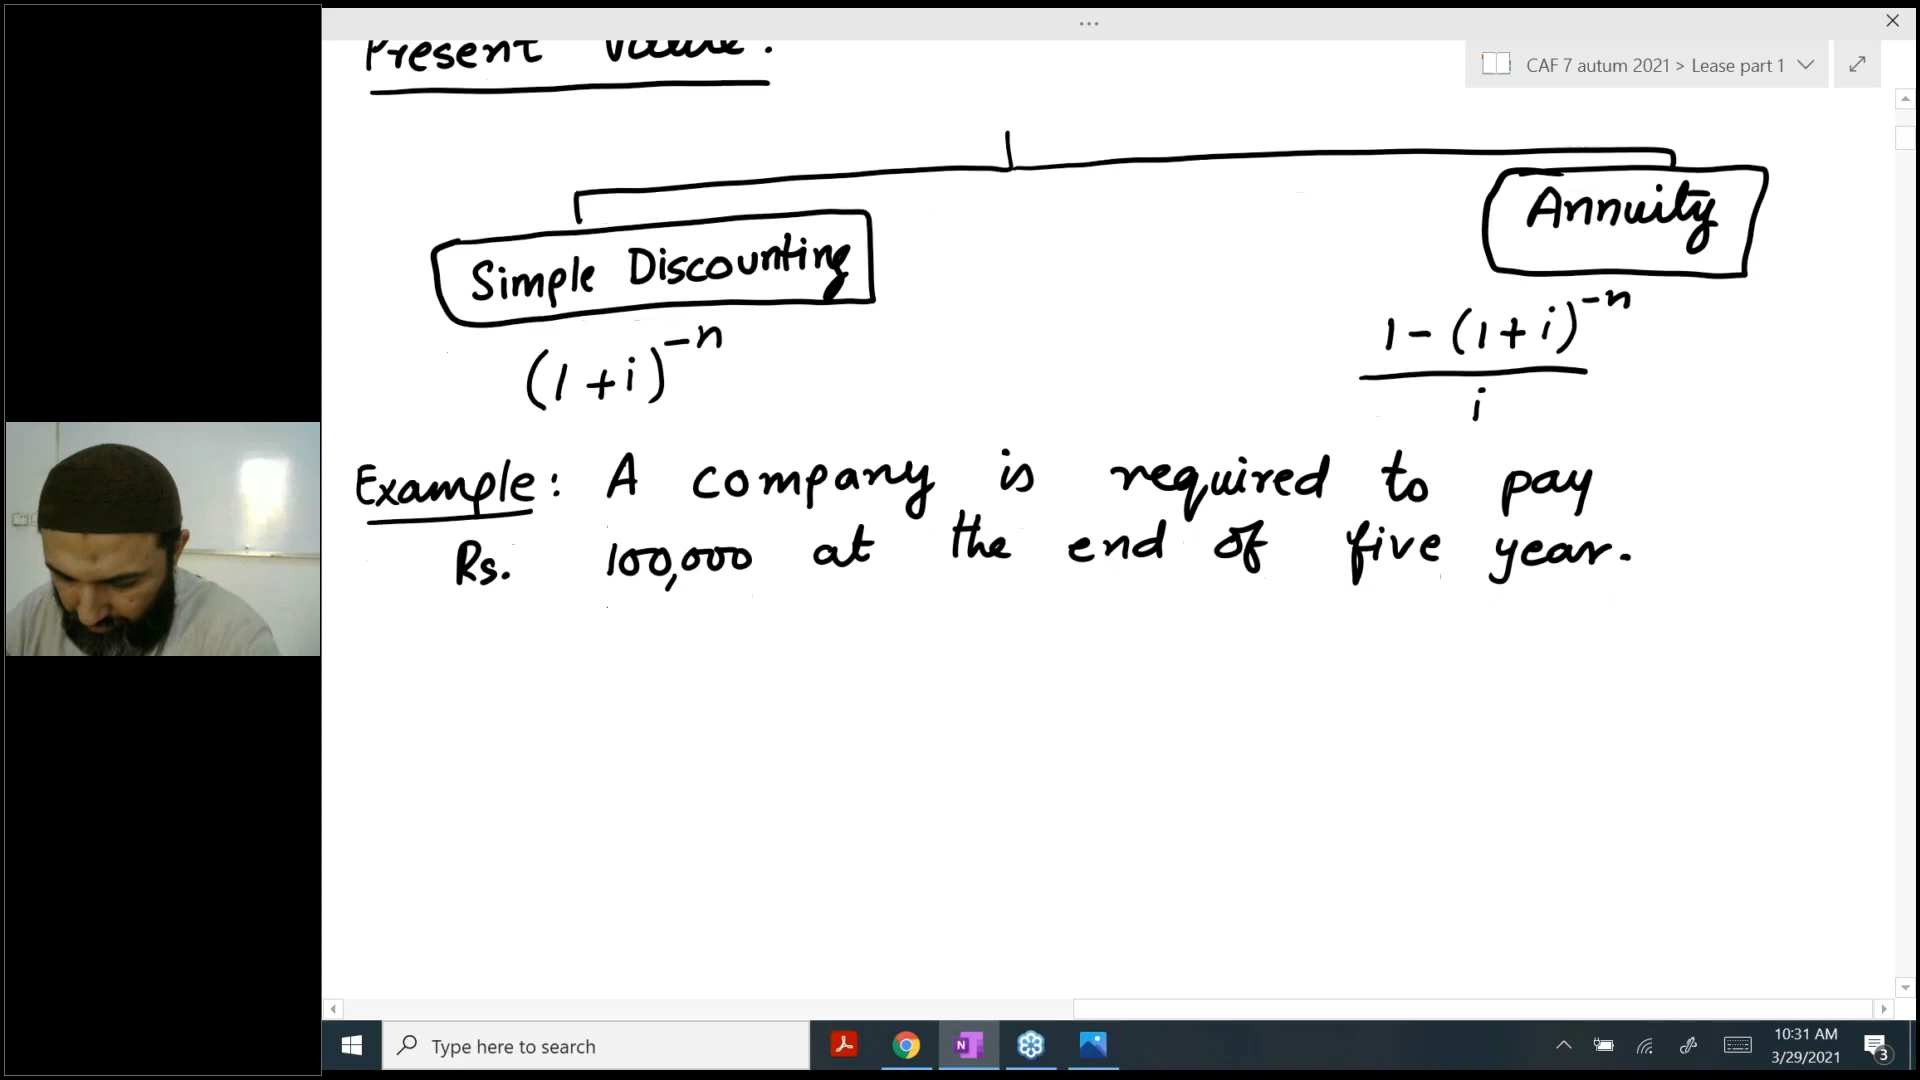 Present Value :
CAF 7 autum 2021 > Lease part 1
Simple Discounting
Annuity
(1+i)^-n
1-(1+i)^-n
i
Example: A company is required to pay
Rs. 100,000 at the end of five year.
Type here to search
10:31 AM
3/29/2021
3